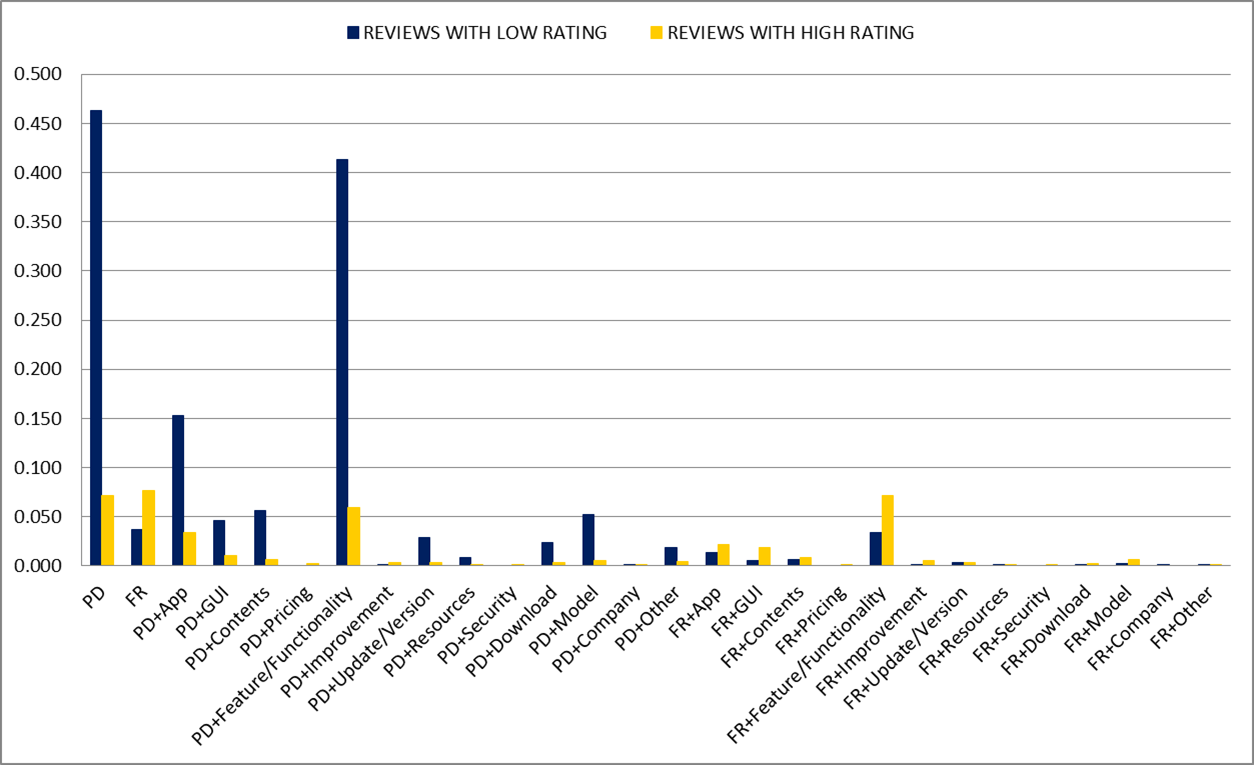 REVIEWS WITH LOW RATING REVIEWS WITH HIGH RATING
0.500
0.450
0.400
0.350
0.300
0.250
0.200
0.150
0.100
0.050
0.000
PD
FR
PD+App
PD+GUI
PD+Contents
PD+Pricing
PD+Feature/Functionality
PD+Improvement
PD+Update/Version
PD+Resources
PD+Security
PD+Download
PD+Model
PD+Company
PD+Other
FR+App
FR+GUI
FR+Contents
FR+Pricing
FR+Feature/Functionality
FR+Improvement
FR+Update/Version
FR+Resources
FR+Security
FR+Download
FR+Model
FR+Company
FR+Other